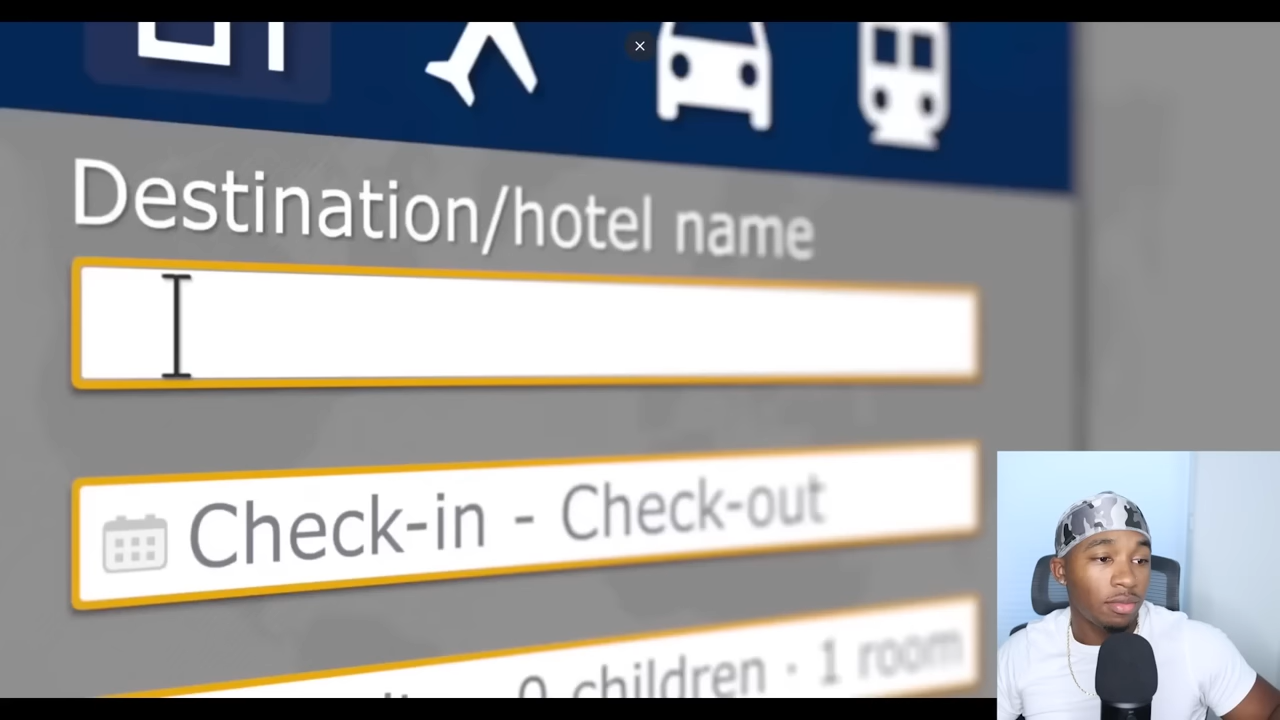 Destination/hotel name
Check-in - Check-out
0 children · 1 room